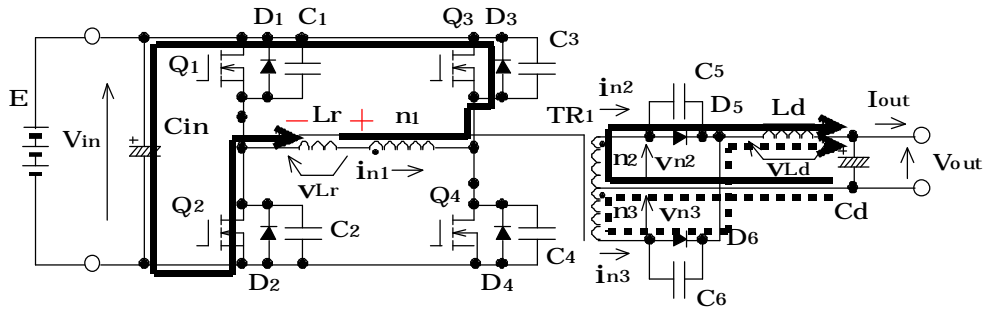 D1 C1 Q3 D3
C3
Q1
C5
in2
D5
Ld
Iout
E
Vin
Cin
− Lr + n1
TR1
+
n2
vn2
vLd
+
Vout
vLr
in1
Q2
Q4
n3
vn3
Cd
C2
D6
C4
in3
D2
D4
C6